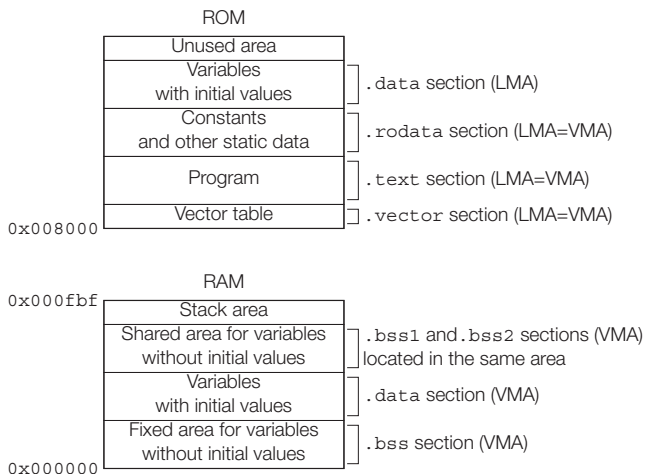 ROM
Unused area
Variables
with initial values
.data section (LMA)
Constants
and other static data
.rodata section (LMA=VMA)
Program
.text section (LMA=VMA)
Vector table
.vector section (LMA=VMA)
0x008000
RAM
0x000fbf
Stack area
Shared area for variables
without initial values
.bss1 and .bss2 sections (VMA)
located in the same area
Variables
with initial values
.data section (VMA)
Fixed area for variables
without initial values
.bss section (VMA)
0x000000